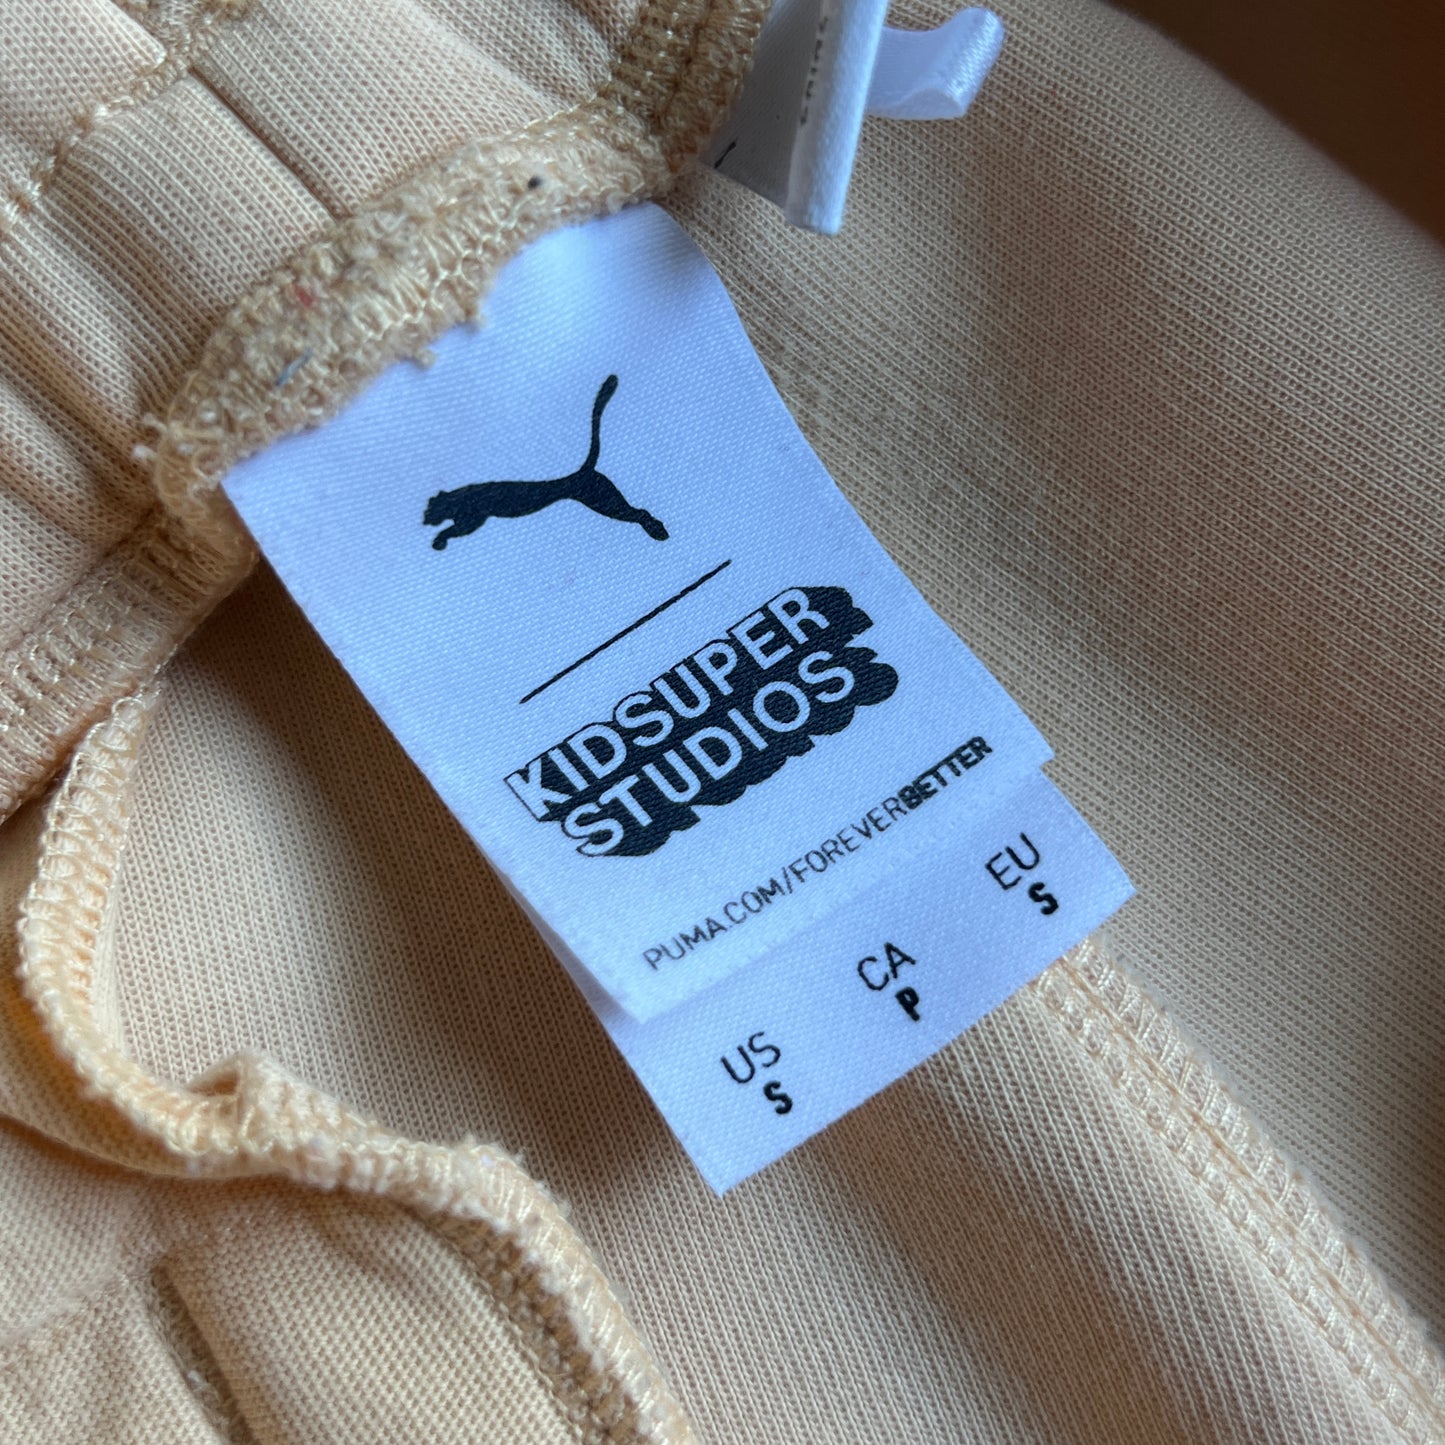 KIDSUPER
STUDIOS
PUMA.COM/FOREVERBETTER
US CA EU
S P S